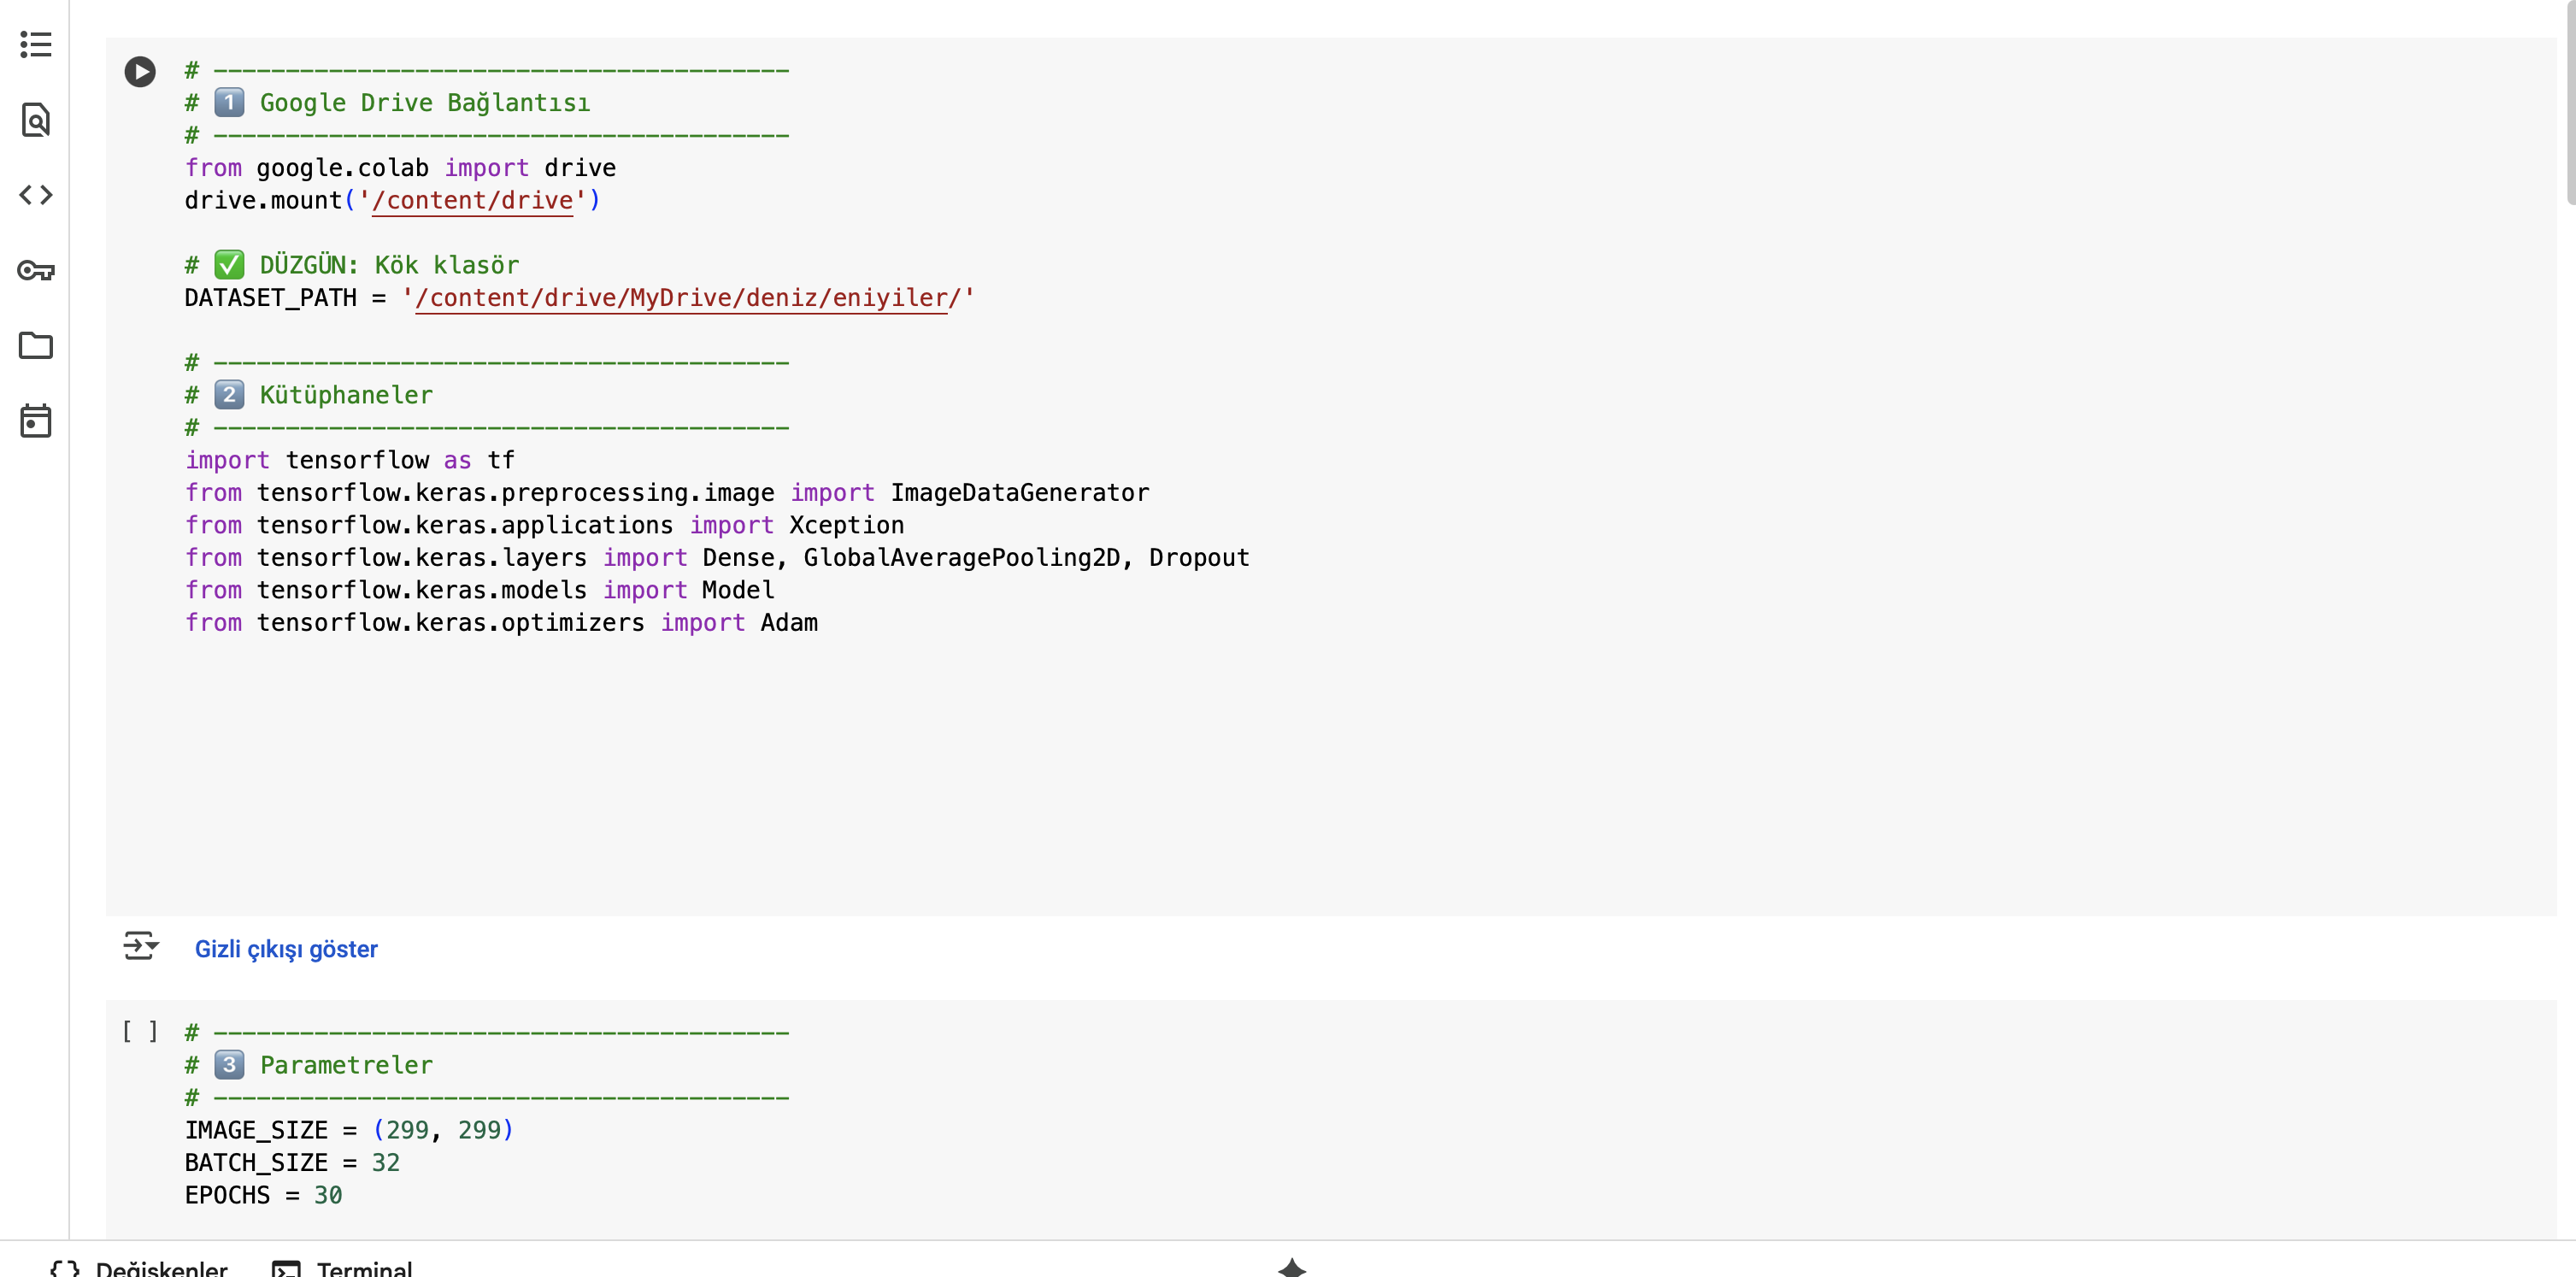 # ----------------------------------------
# 1️⃣ Google Drive Bağlantısı
# ----------------------------------------
from google.colab import drive
drive.mount('/content/drive')
# ✅ DÜZGÜN: Kök klasör
DATASET_PATH = '/content/drive/MyDrive/deniz/eniyiler/'
# ----------------------------------------
# 2️⃣ Kütüphaneler
# ----------------------------------------
import tensorflow as tf
from tensorflow.keras.preprocessing.image import ImageDataGenerator
from tensorflow.keras.applications import Xception
from tensorflow.keras.layers import Dense, GlobalAveragePooling2D, Dropout
from tensorflow.keras.models import Model
from tensorflow.keras.optimizers import Adam
Gizli çıkışı göster
[ ] # ----------------------------------------
# 3️⃣ Parametreler
# ----------------------------------------
IMAGE_SIZE = (299, 299)
BATCH_SIZE = 32
EPOCHS = 30
Değişkenler Terminal